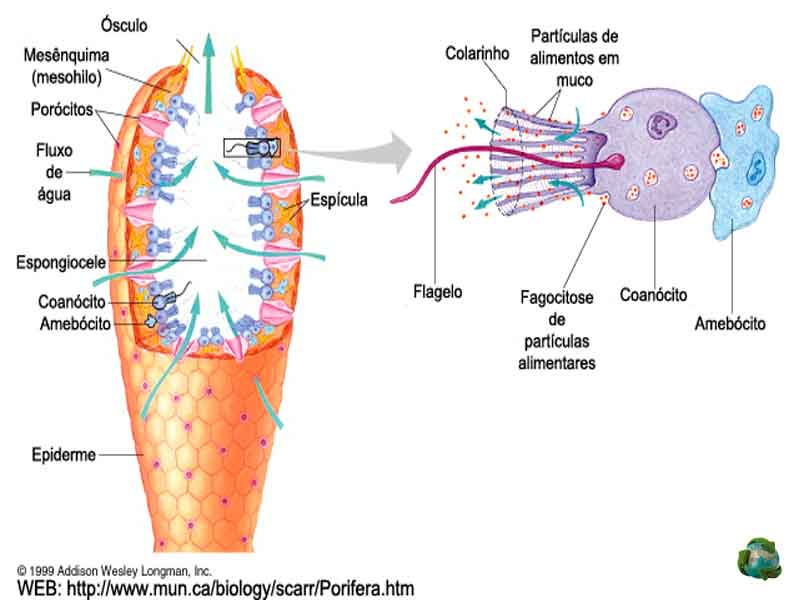 Ósculo
Mesênquima
(mesohilo)
Porócitos
Fluxo
de
água
Espícula
Espongiocele
Coanócito
Amebócito
Epiderme
Colarinho
Partículas de
alimentos em
muco
Flagelo
Fagocitose
de
partículas
alimentares
Coanócito
Amebócito
© 1999 Addison Wesley Longman, Inc.
WEB: http://www.mun.ca/biology/scarr/Porifera.htm